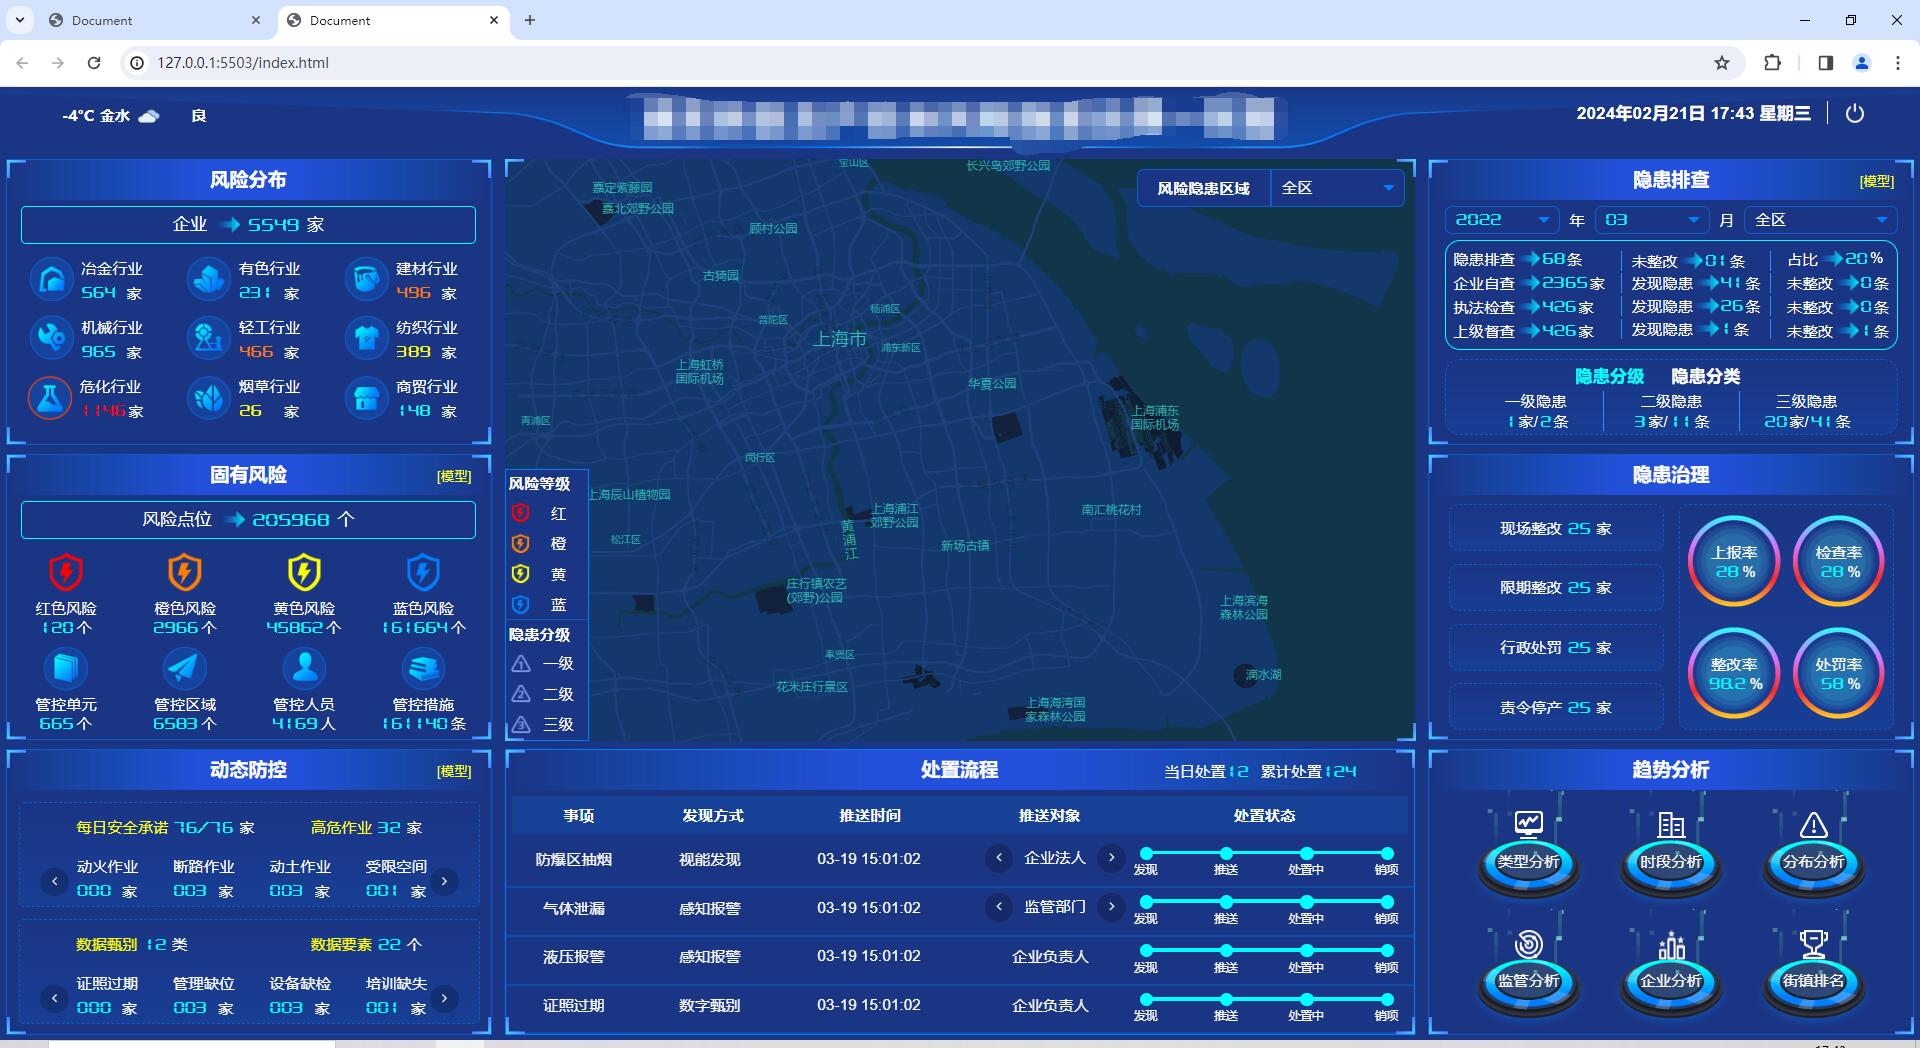 Document
Document
127.0.0.1:5503/index.html
-4°C 金水 良
2024年02月21日 17:43 星期三
风险分布
企业 5549 家
冶金行业 564 家
有色行业 231 家
建材行业 496 家
机械行业 965 家
轻工行业 466 家
纺织行业 389 家
危化行业 1146家
烟草行业 26 家
商贸行业 148 家
固有风险 [模型]
风险点位 205968 个
红色风险 橙色风险 黄色风险 蓝色风险
120个 2966个 45862个 161664个
管控单元 管控区域 管控人员 管控措施
665个 6583个 4169人 161140条
动态防控 [模型]
每日安全承诺 76/76 家 高危作业 32 家
动火作业 断路作业 动土作业 受限空间
000 家 003 家 003 家 001 家
数据甄别 12 类 数据要素 22 个
证照过期 管理缺位 设备缺检 培训缺失
000 家 003 家 003 家 001 家
风险隐患区域 全区
宝山区
长兴岛郊野公园
嘉定紫藤园
嘉北郊野公园
顾村公园
古猗园
杨浦区
普陀区
上海市
浦东新区
上海虹桥
国际机场
华夏公园
上海浦东
国际机场
青浦区
闵行区
上海辰山植物园
上海浦江
郊野公园
南汇桃花村
黄浦江
松江区
新场古镇
庄行镇农艺
(郊野)公园
上海滨海
森林公园
奉贤区
花米庄行景区
滴水湖
上海海湾国
家森林公园
风险等级
红
橙
黄
蓝
隐患分级
1 一级
2 二级
3 三级
处置流程 当日处置12 累计处置124
事项 发现方式 推送时间 推送对象 处置状态
防爆区抽烟 视能发现 03-19 15:01:02 企业法人 发现 推送 处置中 销项
气体泄漏 感知报警 03-19 15:01:02 监管部门 发现 推送 处置中 销项
液压报警 感知报警 03-19 15:01:02 企业负责人 发现 推送 处置中 销项
证照过期 数字甄别 03-19 15:01:02 企业负责人 发现 推送 处置中 销项
隐患排查 [模型]
2022 年 03 月 全区
隐患排查 68条 未整改 01条 占比 20%
企业自查 2365家 发现隐患 41条 未整改 0条
执法检查 426家 发现隐患 26条 未整改 0条
上级督查 426家 发现隐患 1条 未整改 1条
隐患分级 隐患分类
一级隐患 二级隐患 三级隐患
1家/2条 3家/11条 20家/41条
隐患治理
现场整改 25 家
限期整改 25 家
行政处罚 25 家
责令停产 25 家
上报率 28%
检查率 28%
整改率 98.2%
处罚率 58%
趋势分析
类型分析 时段分析 分布分析
监管分析 企业分析 街镇排名